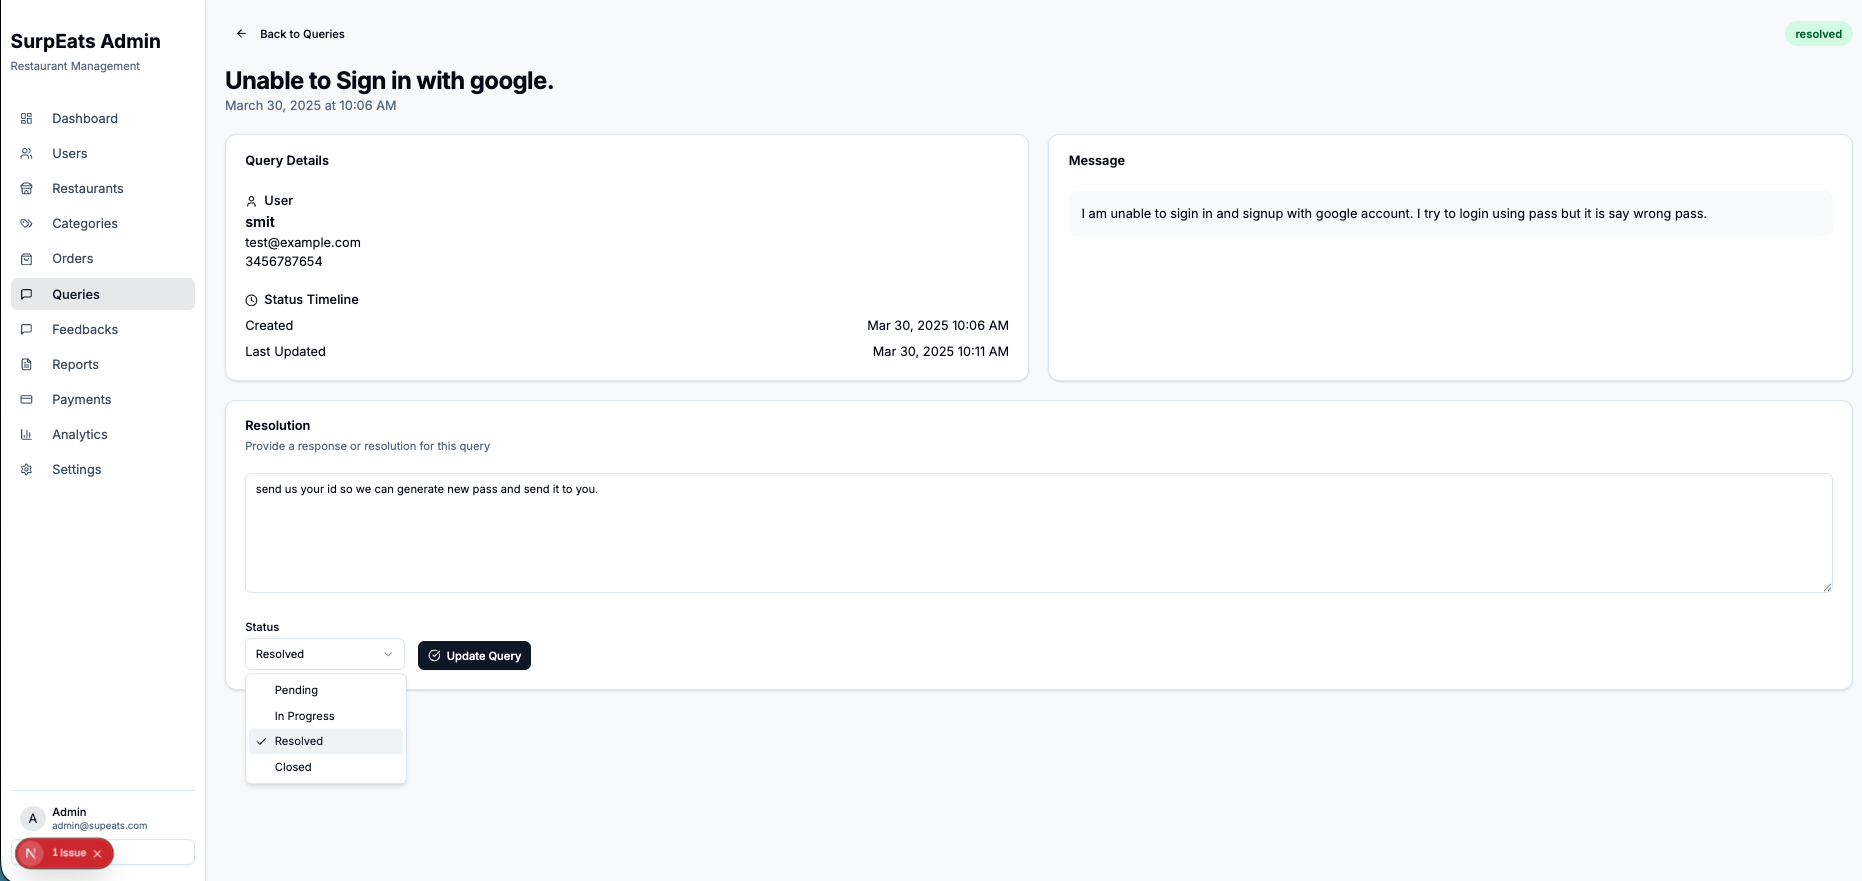 SurpEats Admin
Restaurant Management
Dashboard
Users
Restaurants
Categories
Orders
Queries
Feedbacks
Reports
Payments
Analytics
Settings
A
Admin
admin@supeats.com
N 1 Issue
Back to Queries
resolved
Unable to Sign in with google.
March 30, 2025 at 10:06 AM
Query Details
User
smit
test@example.com
3456787654
Status Timeline
Created Mar 30, 2025 10:06 AM
Last Updated Mar 30, 2025 10:11 AM
Message
I am unable to sigin in and signup with google account. I try to login using pass but it is say wrong pass.
Resolution
Provide a response or resolution for this query
send us your id so we can generate new pass and send it to you.
Status
Resolved
Update Query
Pending
In Progress
Resolved
Closed